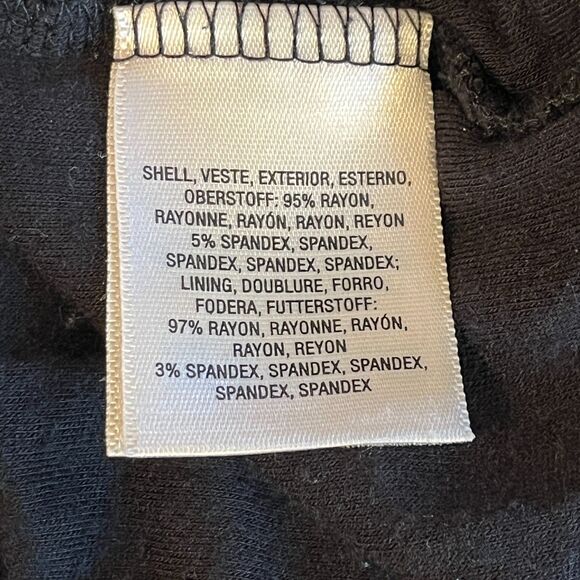 SHELL, VESTE, EXTERIOR, ESTERNO,
OBERSTOFF: 95% RAYON,
RAYONNE, RAYÓN, RAYON, REYON
5% SPANDEX, SPANDEX,
SPANDEX, SPANDEX, SPANDEX;
LINING, DOUBLURE, FORRO,
FODERA, FUTTERSTOFF:
97% RAYON, RAYONNE, RAYÓN,
RAYON, REYON
3% SPANDEX, SPANDEX, SPANDEX,
SPANDEX, SPANDEX